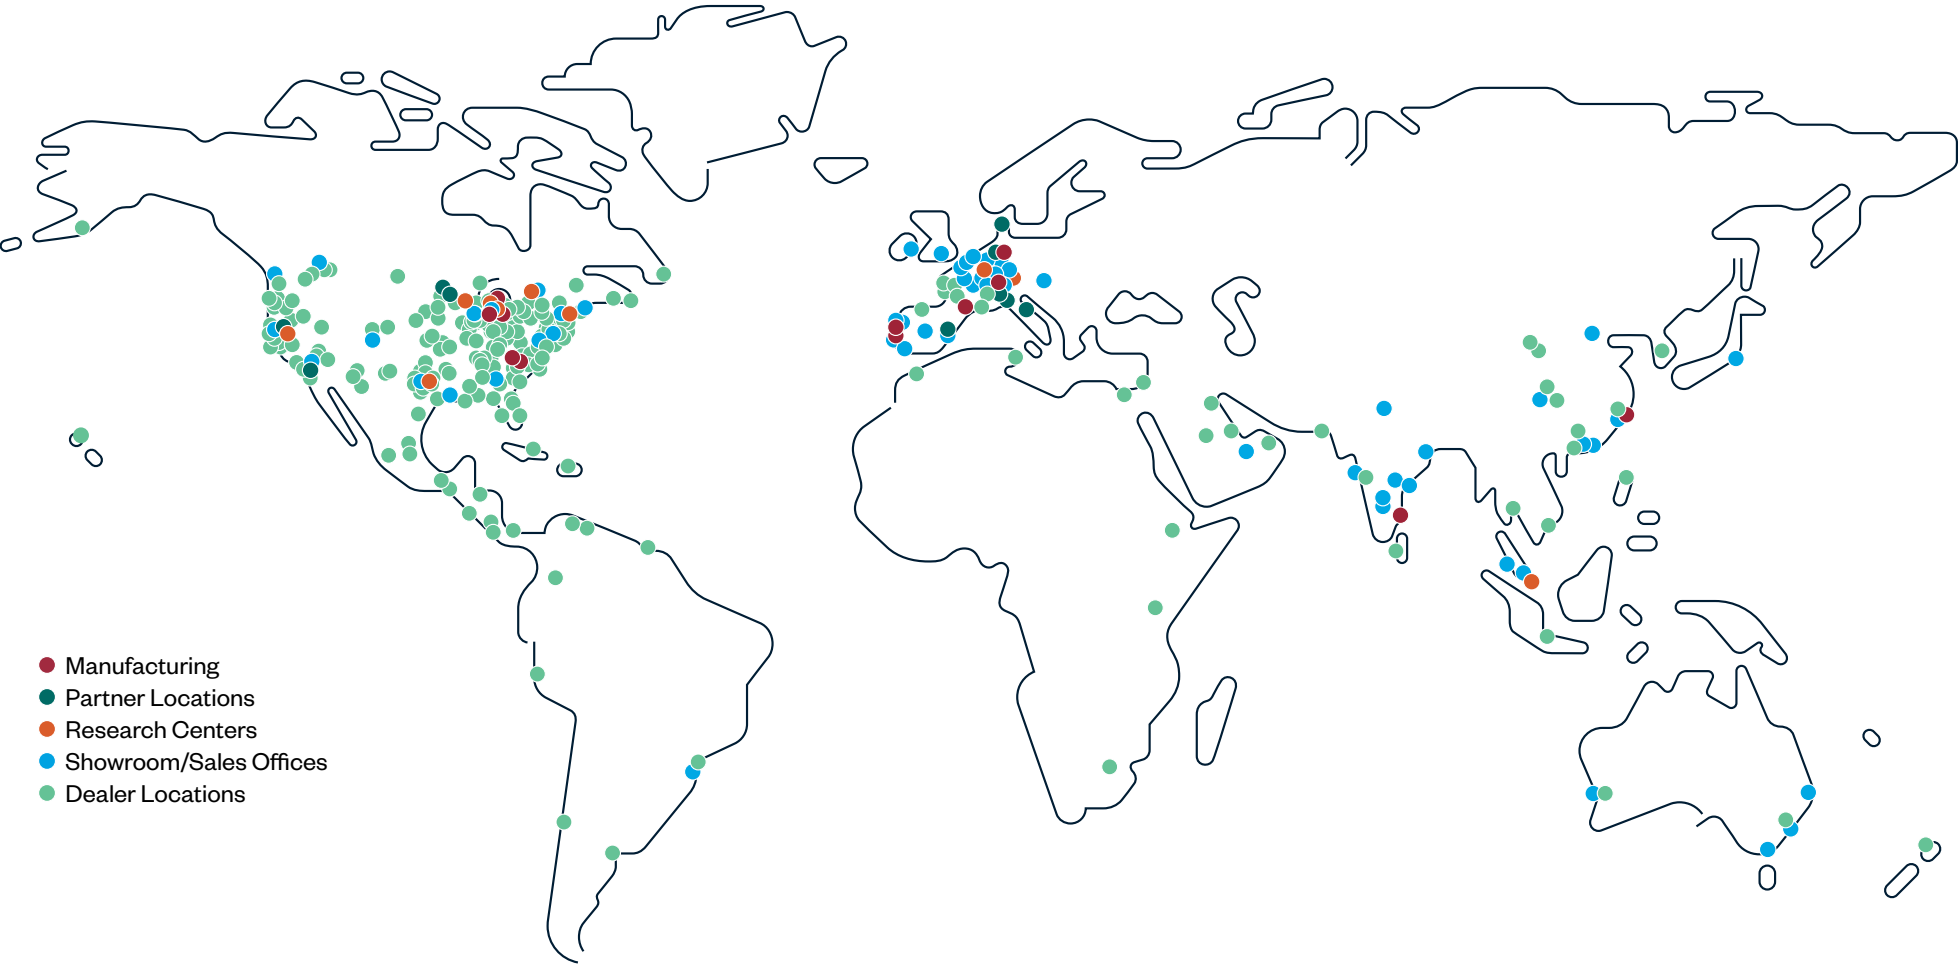 Manufacturing
Partner Locations
Research Centers
Showroom/Sales Offices
Dealer Locations